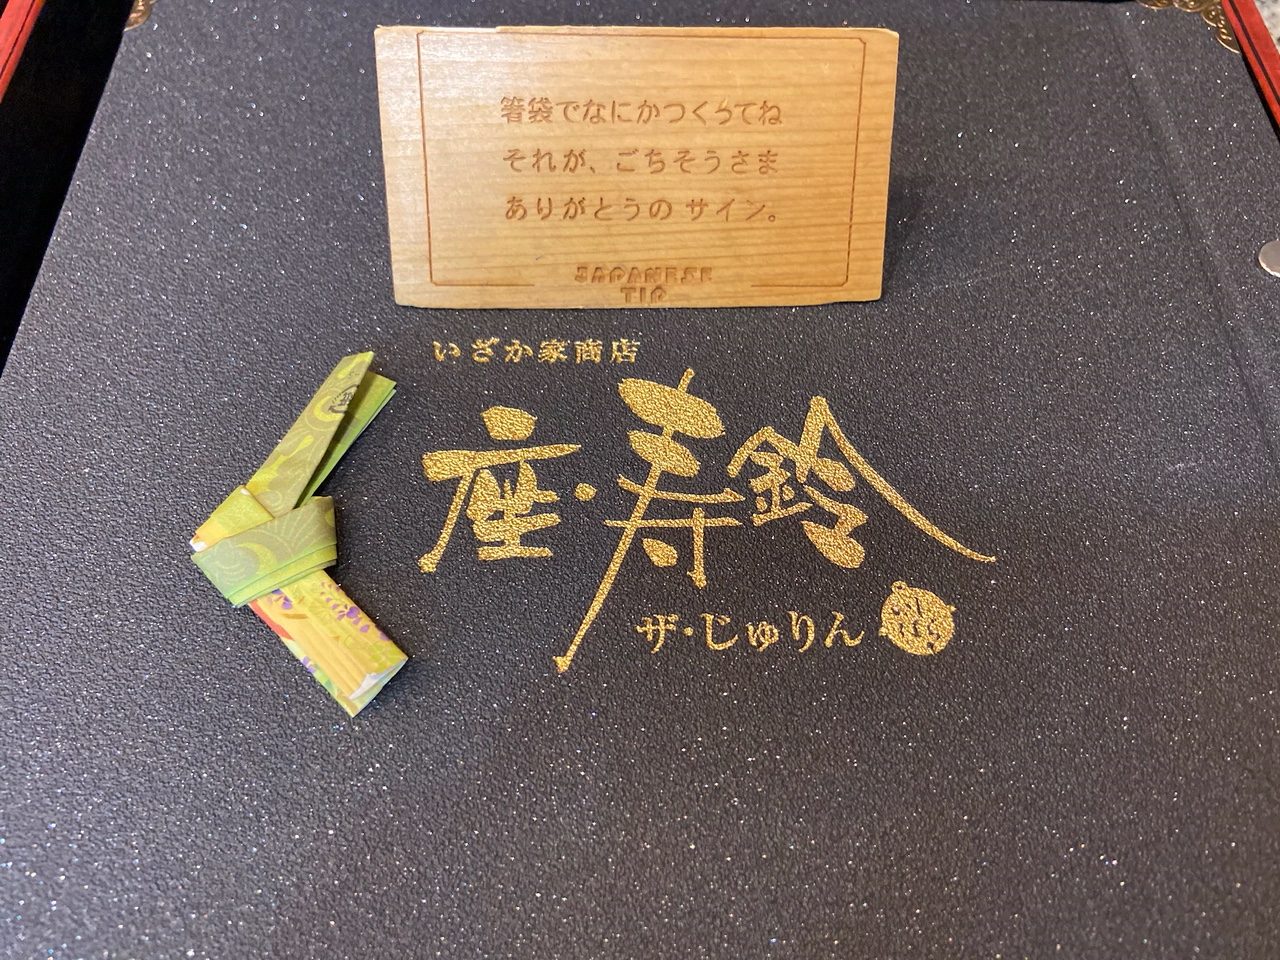 箸袋でなにかつくってね
それが、ごちそうさま
ありがとうの サイン。
JAPANESE
TIP
いざか家商店
座・寿鈴
ザ・じゅりん